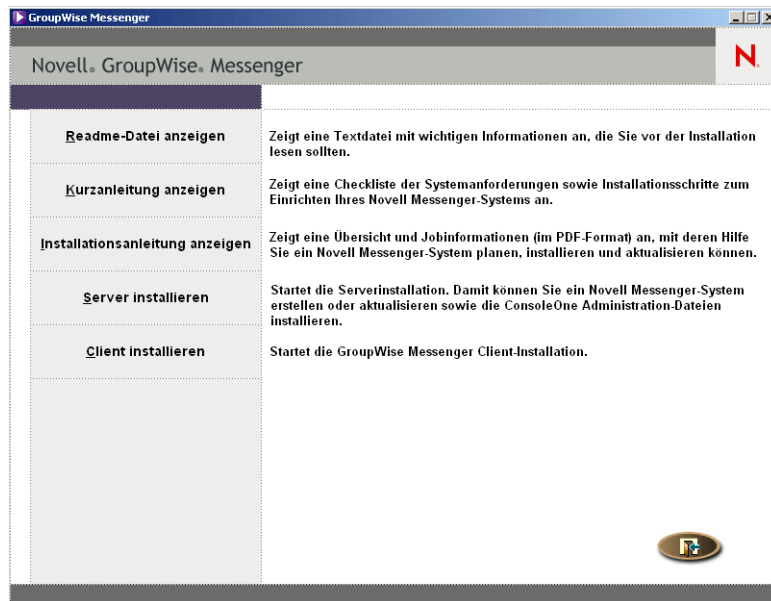 GroupWise Messenger
Novell® GroupWise® Messenger
N®
Readme-Datei anzeigen
Zeigt eine Textdatei mit wichtigen Informationen an, die Sie vor der Installation
lesen sollten.
Kurzanleitung anzeigen
Zeigt eine Checkliste der Systemanforderungen sowie Installationsschritte zum
Einrichten Ihres Novell Messenger-Systems an.
Installationsanleitung anzeigen
Zeigt eine Übersicht und Jobinformationen (im PDF-Format) an, mit deren Hilfe
Sie ein Novell Messenger-System planen, installieren und aktualisieren können.
Server installieren
Startet die Serverinstallation. Damit können Sie ein Novell Messenger-System
erstellen oder aktualisieren sowie die ConsoleOne Administration-Dateien
installieren.
Client installieren
Startet die GroupWise Messenger Client-Installation.